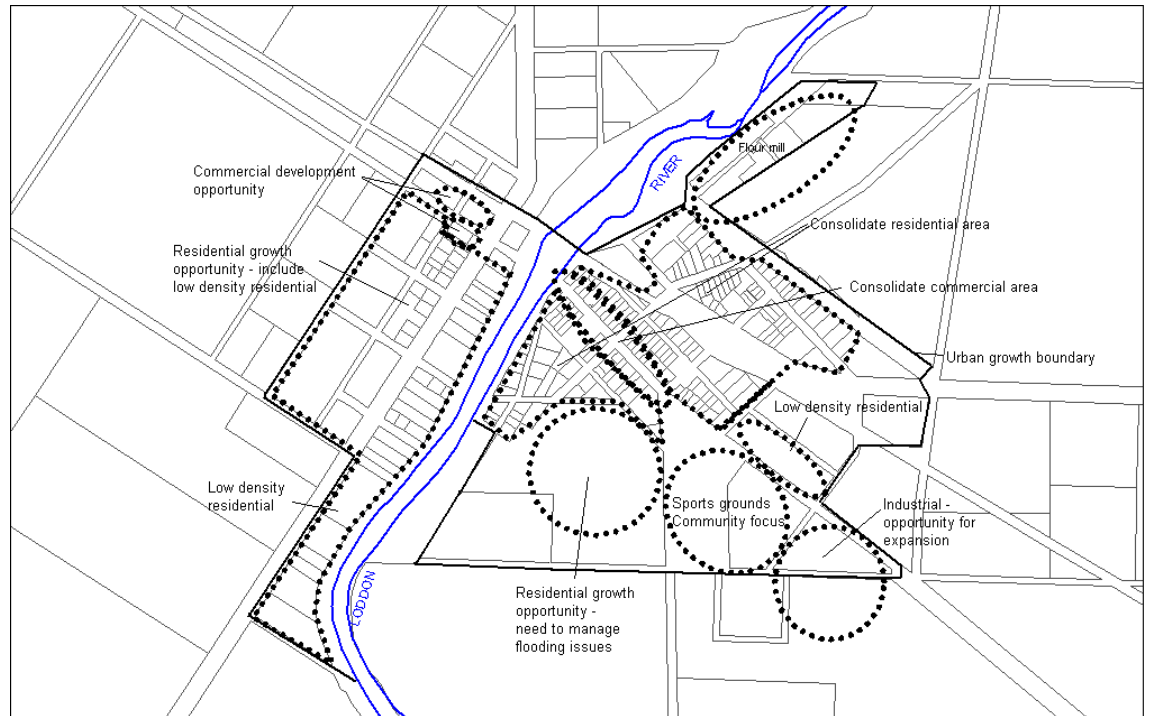 Flour mill
Commercial development
opportunity
RIVER
Consolidate residential area
Residential growth
opportunity - include
low density residential
Consolidate commercial area
Urban growth boundary
Low density residential
Low density
residential
Sports grounds
Community focus
Industrial -
opportunity for
expansion
LODDON
Residential growth
opportunity -
need to manage
flooding issues